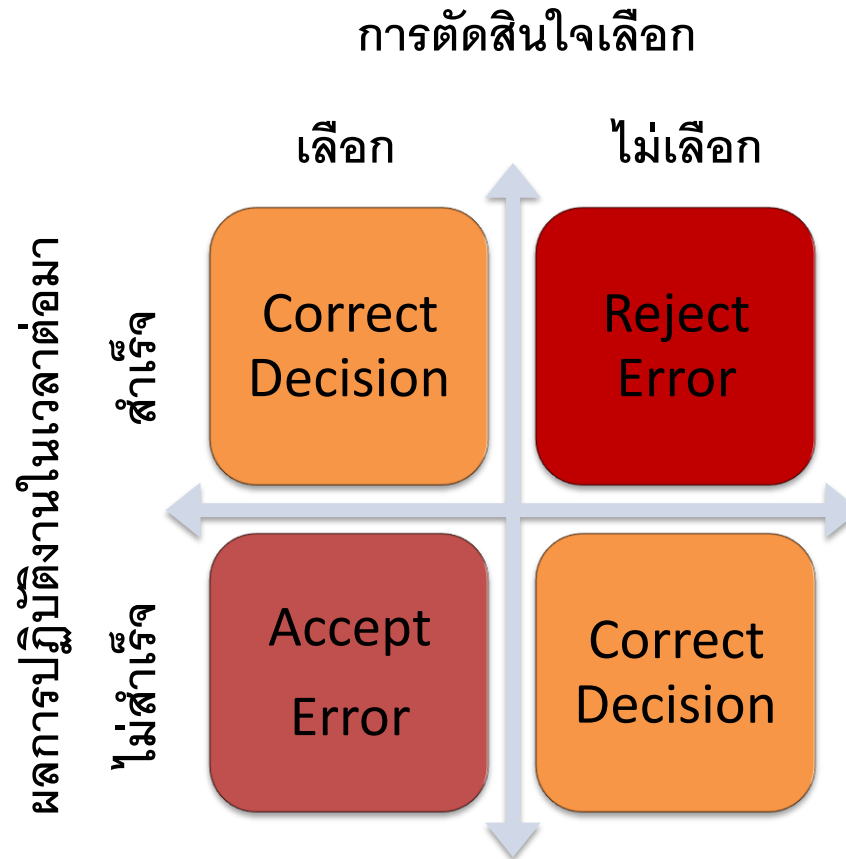 การตัดสินใจเลือก
เลือก
ไม่เลือก
ผลการปฏิบัติงานในเวลาต่อมา
สำเร็จ
Correct
Decision
Reject
Error
ไม่สำเร็จ
Accept
Error
Correct
Decision